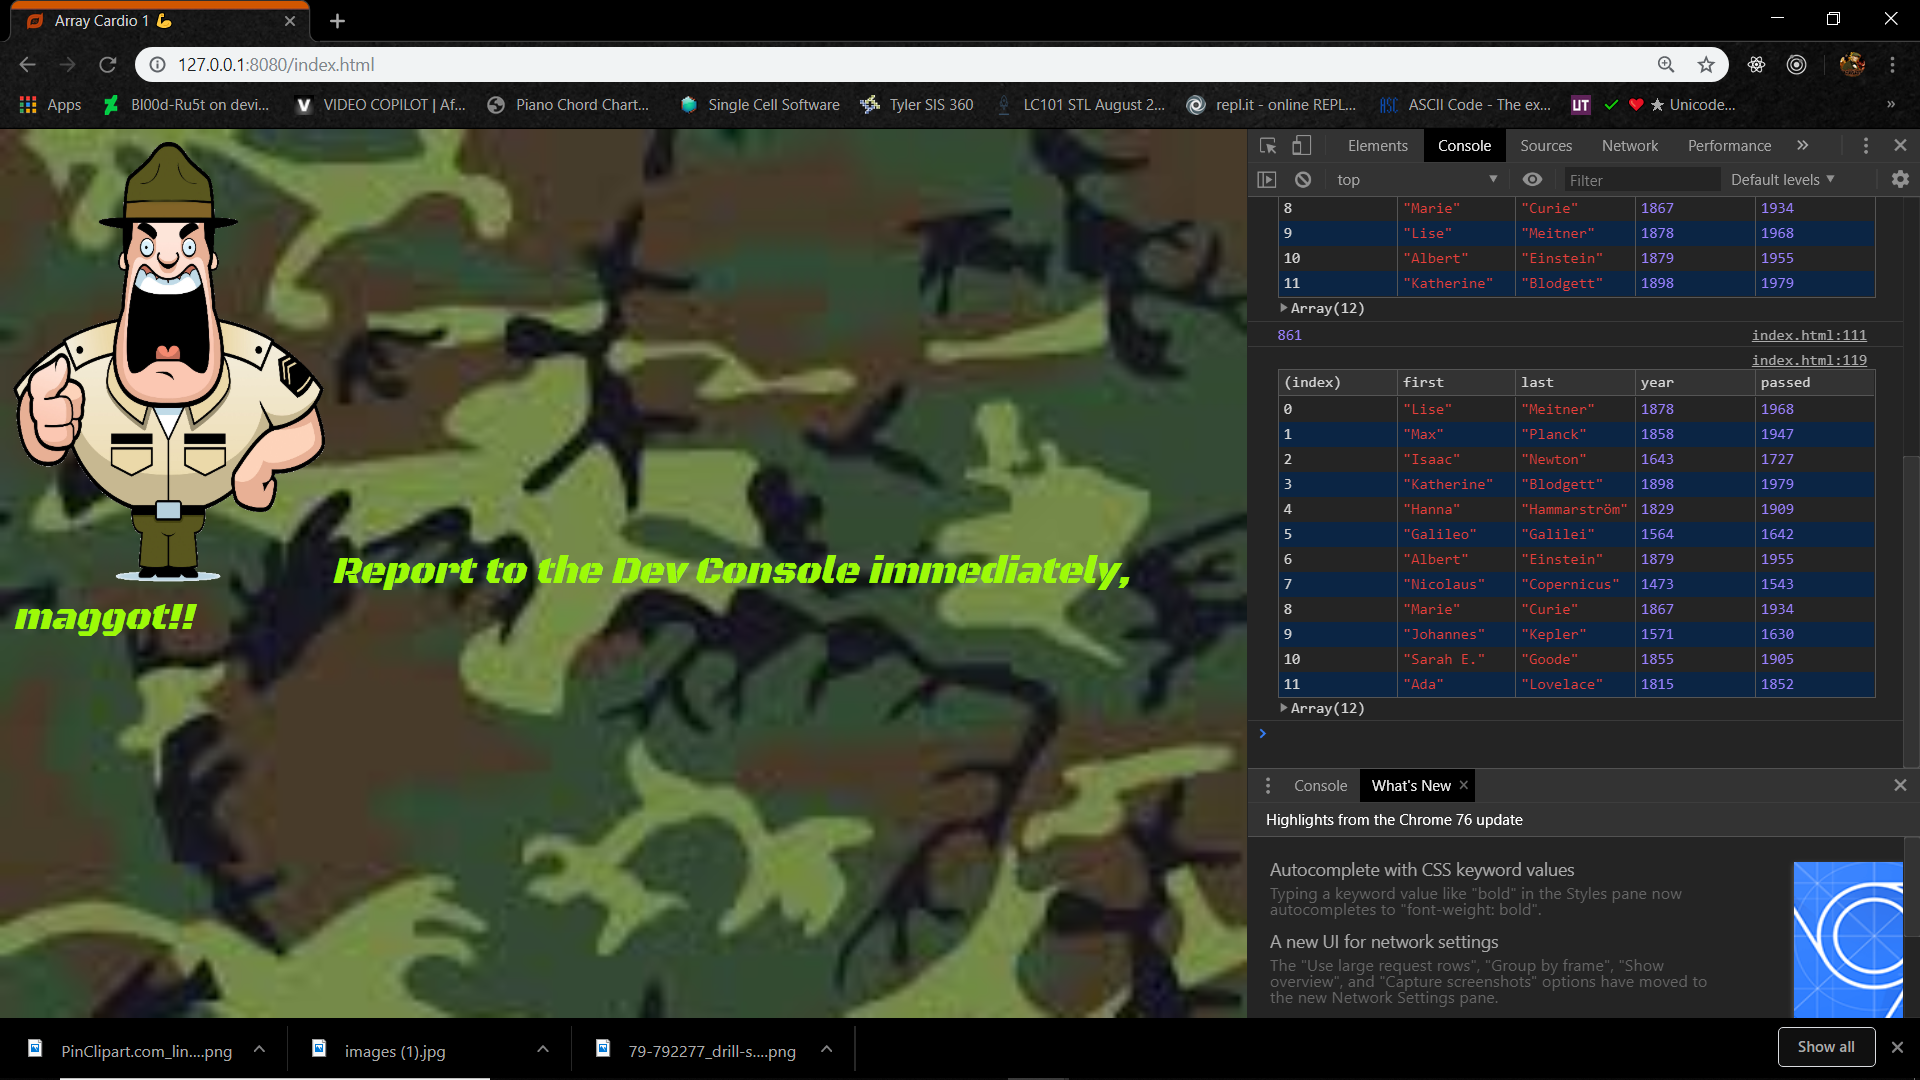 Array Cardio 1 💪
127.0.0.1:8080/index.html
Apps
Bl00d-Ru5t on devi...
VIDEO COPILOT | Af...
Piano Chord Chart...
Single Cell Software
Tyler SIS 360
LC101 STL August 2...
repl.it - online REPL...
ASC ASCII Code - The ex...
UT ✓ ❤ ★ Unicode...
»
Report to the Dev Console immediately,
maggot!!
Elements Console Sources Network Performance »
top Filter Default levels
8 "Marie" "Curie" 1867 1934
9 "Lise" "Meitner" 1878 1968
10 "Albert" "Einstein" 1879 1955
11 "Katherine" "Blodgett" 1898 1979
Array(12)
861 index.html:111
index.html:119
(index) first last year passed
0 "Lise" "Meitner" 1878 1968
1 "Max" "Planck" 1858 1947
2 "Isaac" "Newton" 1643 1727
3 "Katherine" "Blodgett" 1898 1979
4 "Hanna" "Hammarström" 1829 1909
5 "Galileo" "Galilei" 1564 1642
6 "Albert" "Einstein" 1879 1955
7 "Nicolaus" "Copernicus" 1473 1543
8 "Marie" "Curie" 1867 1934
9 "Johannes" "Kepler" 1571 1630
10 "Sarah E." "Goode" 1855 1905
11 "Ada" "Lovelace" 1815 1852
Array(12)
Console What's New
Highlights from the Chrome 76 update
Autocomplete with CSS keyword values
Typing a keyword value like "bold" in the Styles pane now
autocompletes to "font-weight: bold".
A new UI for network settings
The "Use large request rows", "Group by frame", "Show
overview", and "Capture screenshots" options have moved to
the new Network Settings pane.
PinClipart.com_lin....png
images (1).jpg
79-792277_drill-s....png
Show all